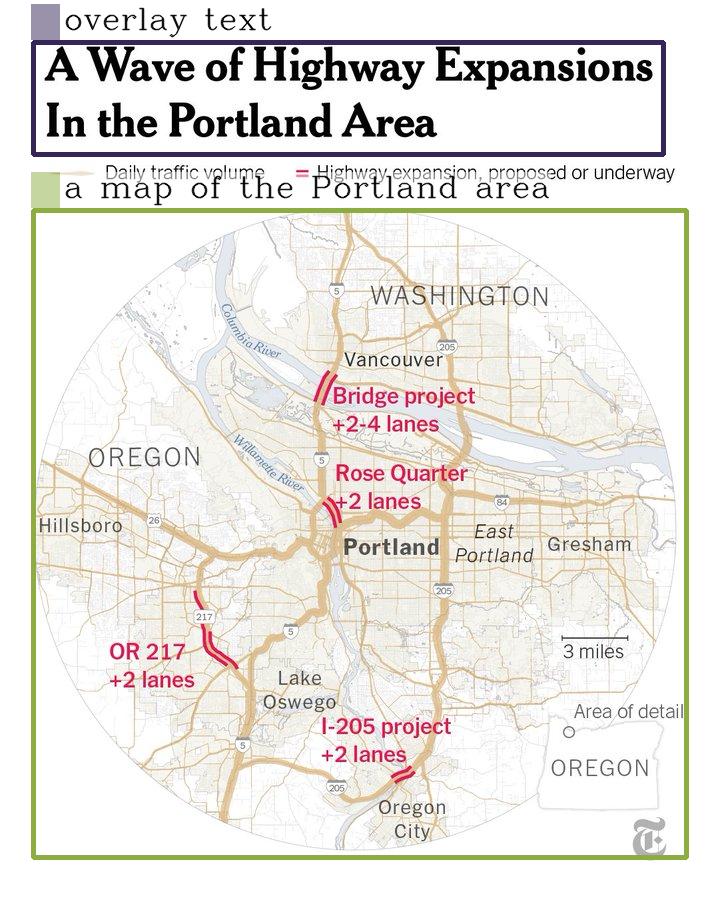 overlay text
A Wave of Highway Expansions
In the Portland Area
Daily traffic volume = Highway expansion, proposed or underway
a map of the Portland area
5
WASHINGTON
Columbia River
205
Vancouver
Bridge project
+2-4 lanes
OREGON
Willamette River
5
Rose Quarter
+2 lanes
84
Hillsboro
26
East
Portland
Portland
Gresham
205
217
5
OR 217
+2 lanes
3 miles
Lake
Oswego
Area of detail
I-205 project
+2 lanes
5
OREGON
205
Oregon
City
T